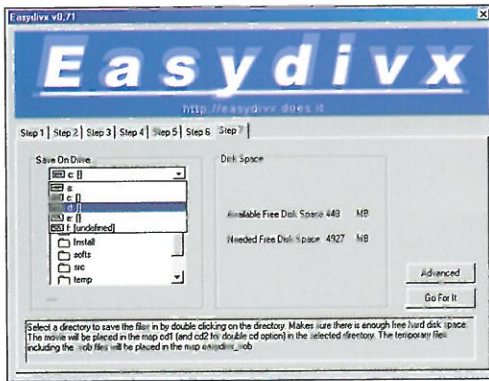 Easydivx v0,71
Easydivx
http://easydivx.does.it
Step 1 Step 2 Step 3 Step 4 Step 5 Step 6 Step 7
Save On Drive
c: []
a:
c: []
d: []
e: []
f: [undefined]
Install
softs
src
temp
Disk Space
Available Free Disk Space 448 MB
Needed Free Disk Space 4927 MB
Advanced
Go For It
Select a directory to save the files in by double clicking on the directory. Makes sure there is enough free hard disk space.
The movie will be placed in the map cd1 (and cd2 for double cd option) in the selected directory. The temporary files
including the vob files will be placed in the map easydivx_vob